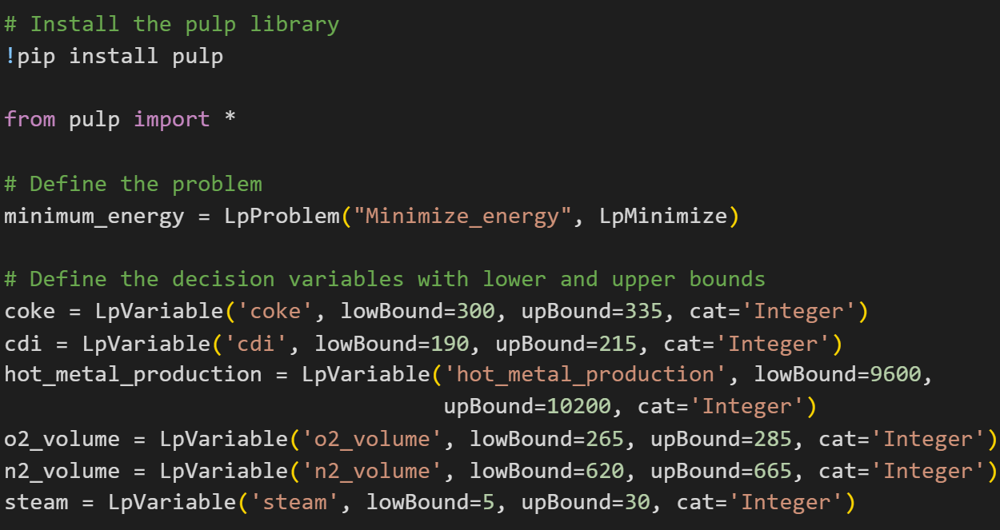 # Install the pulp library
!pip install pulp
from pulp import *
# Define the problem
minimum_energy = LpProblem("Minimize_energy", LpMinimize)
# Define the decision variables with lower and upper bounds
coke = LpVariable('coke', lowBound=300, upBound=335, cat='Integer')
cdi = LpVariable('cdi', lowBound=190, upBound=215, cat='Integer')
hot_metal_production = LpVariable('hot_metal_production', lowBound=9600,
upBound=10200, cat='Integer')
o2_volume = LpVariable('o2_volume', lowBound=265, upBound=285, cat='Integer')
n2_volume = LpVariable('n2_volume', lowBound=620, upBound=665, cat='Integer')
steam = LpVariable('steam', lowBound=5, upBound=30, cat='Integer')